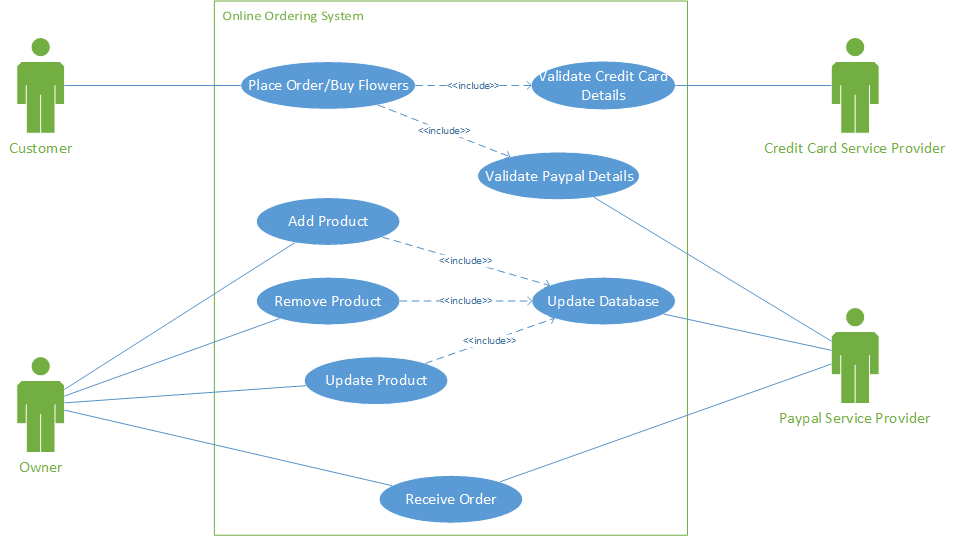 Online Ordering System
Place Order/Buy Flowers
<<include>>
Validate Credit Card
Details
<<include>>
Customer
Credit Card Service Provider
Validate Paypal Details
Add Product
<<include>>
Remove Product
<<include>>
Update Database
<<include>>
Update Product
Paypal Service Provider
Owner
Receive Order